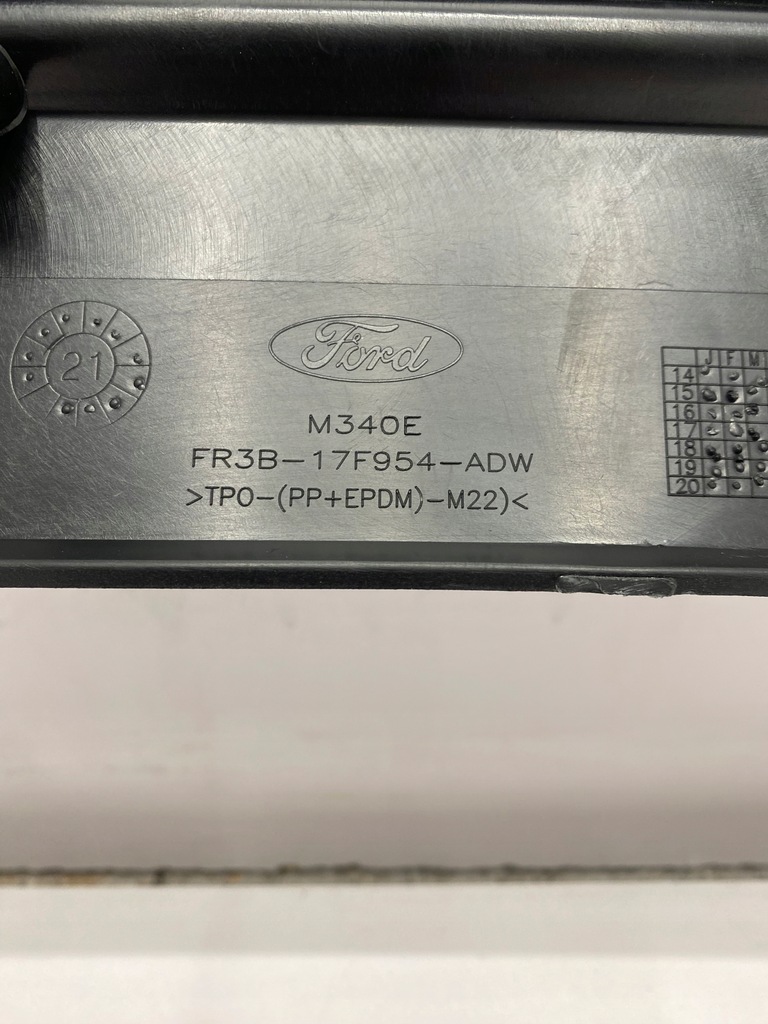 21
Ford
M340E
FR3B-17F954-ADW
>TPO-(PP+EPDM)-M22)<
J F M
14
15
16
17
18
19
20